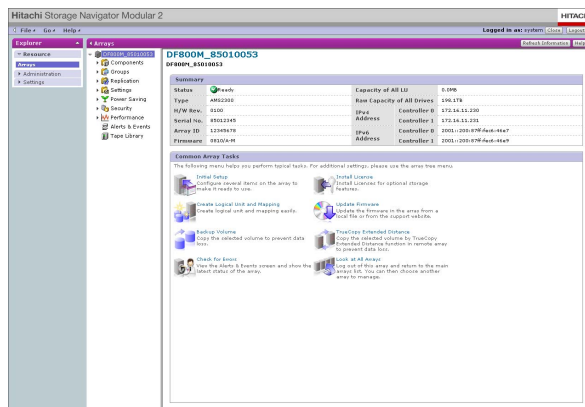 Hitachi Storage Navigator Modular 2
HITACHI
File Go Help
Logged in as: system Close Logout
Explorer
Arrays
Refresh Information Help
Resource
Arrays
Administration
Settings
DF800M_85010053
Components
Groups
Replication
Settings
Power Saving
Security
Performance
Alerts & Events
Tape Library
DF800M_85010053
DF800M_85010053
Summary
Status Ready Capacity of All LU 0.0MB
Type AMS2300 Raw Capacity of All Drives 198.1TB
H/W Rev. 0100 IPv4 Address Controller 0 172.16.11.230
Serial No. 85012345 Controller 1 172.16.11.231
Array ID 12345678 IPv6 Address Controller 0
Firmware 0810/A-M Controller 1
Common Array Tasks
The following menu helps you perform typical tasks. For additional settings, please use the array tree menu.
Initial Setup
Configure several items on the array to make it ready to use.
Install License
Install Licenses for optional storage features.
Create Logical Unit and Mapping
Create logical unit and mapping easily.
Update Firmware
Update the firmware in the array from a local file or from the support website.
Backup Volume
Copy the selected volume to prevent data loss.
TrueCopy Extended Distance
Copy the selected volume by TrueCopy Extended Distance function in remote array to prevent data loss.
Check for Errors
View the Alerts & Events screen and show the latest status of the array.
Look at All Arrays
Log out of this array and return to the main arrays list. You can then choose another array to manage.